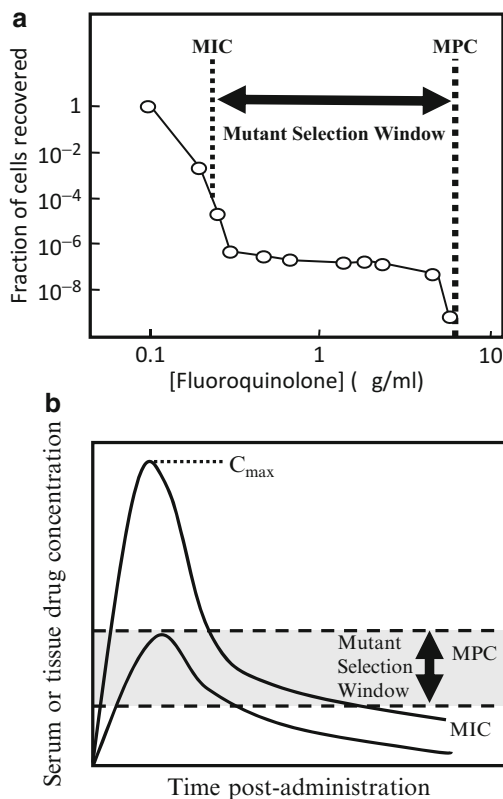 a
MIC
MPC
Mutant Selection Window
Fraction of cells recovered
1
10⁻²
10⁻⁴
10⁻⁶
10⁻⁸
0.1
1
10
[Fluoroquinolone] ( g/ml)
b
Serum or tissue drug concentration
Cmax
Mutant
Selection
Window
MPC
MIC
Time post-administration